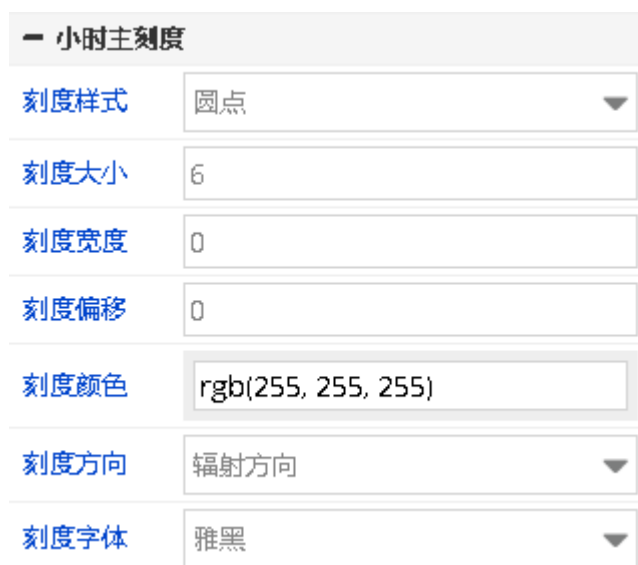 小时主刻度
刻度样式 圆点
刻度大小 6
刻度宽度 0
刻度偏移 0
刻度颜色 rgb(255, 255, 255)
刻度方向 辐射方向
刻度字体 雅黑